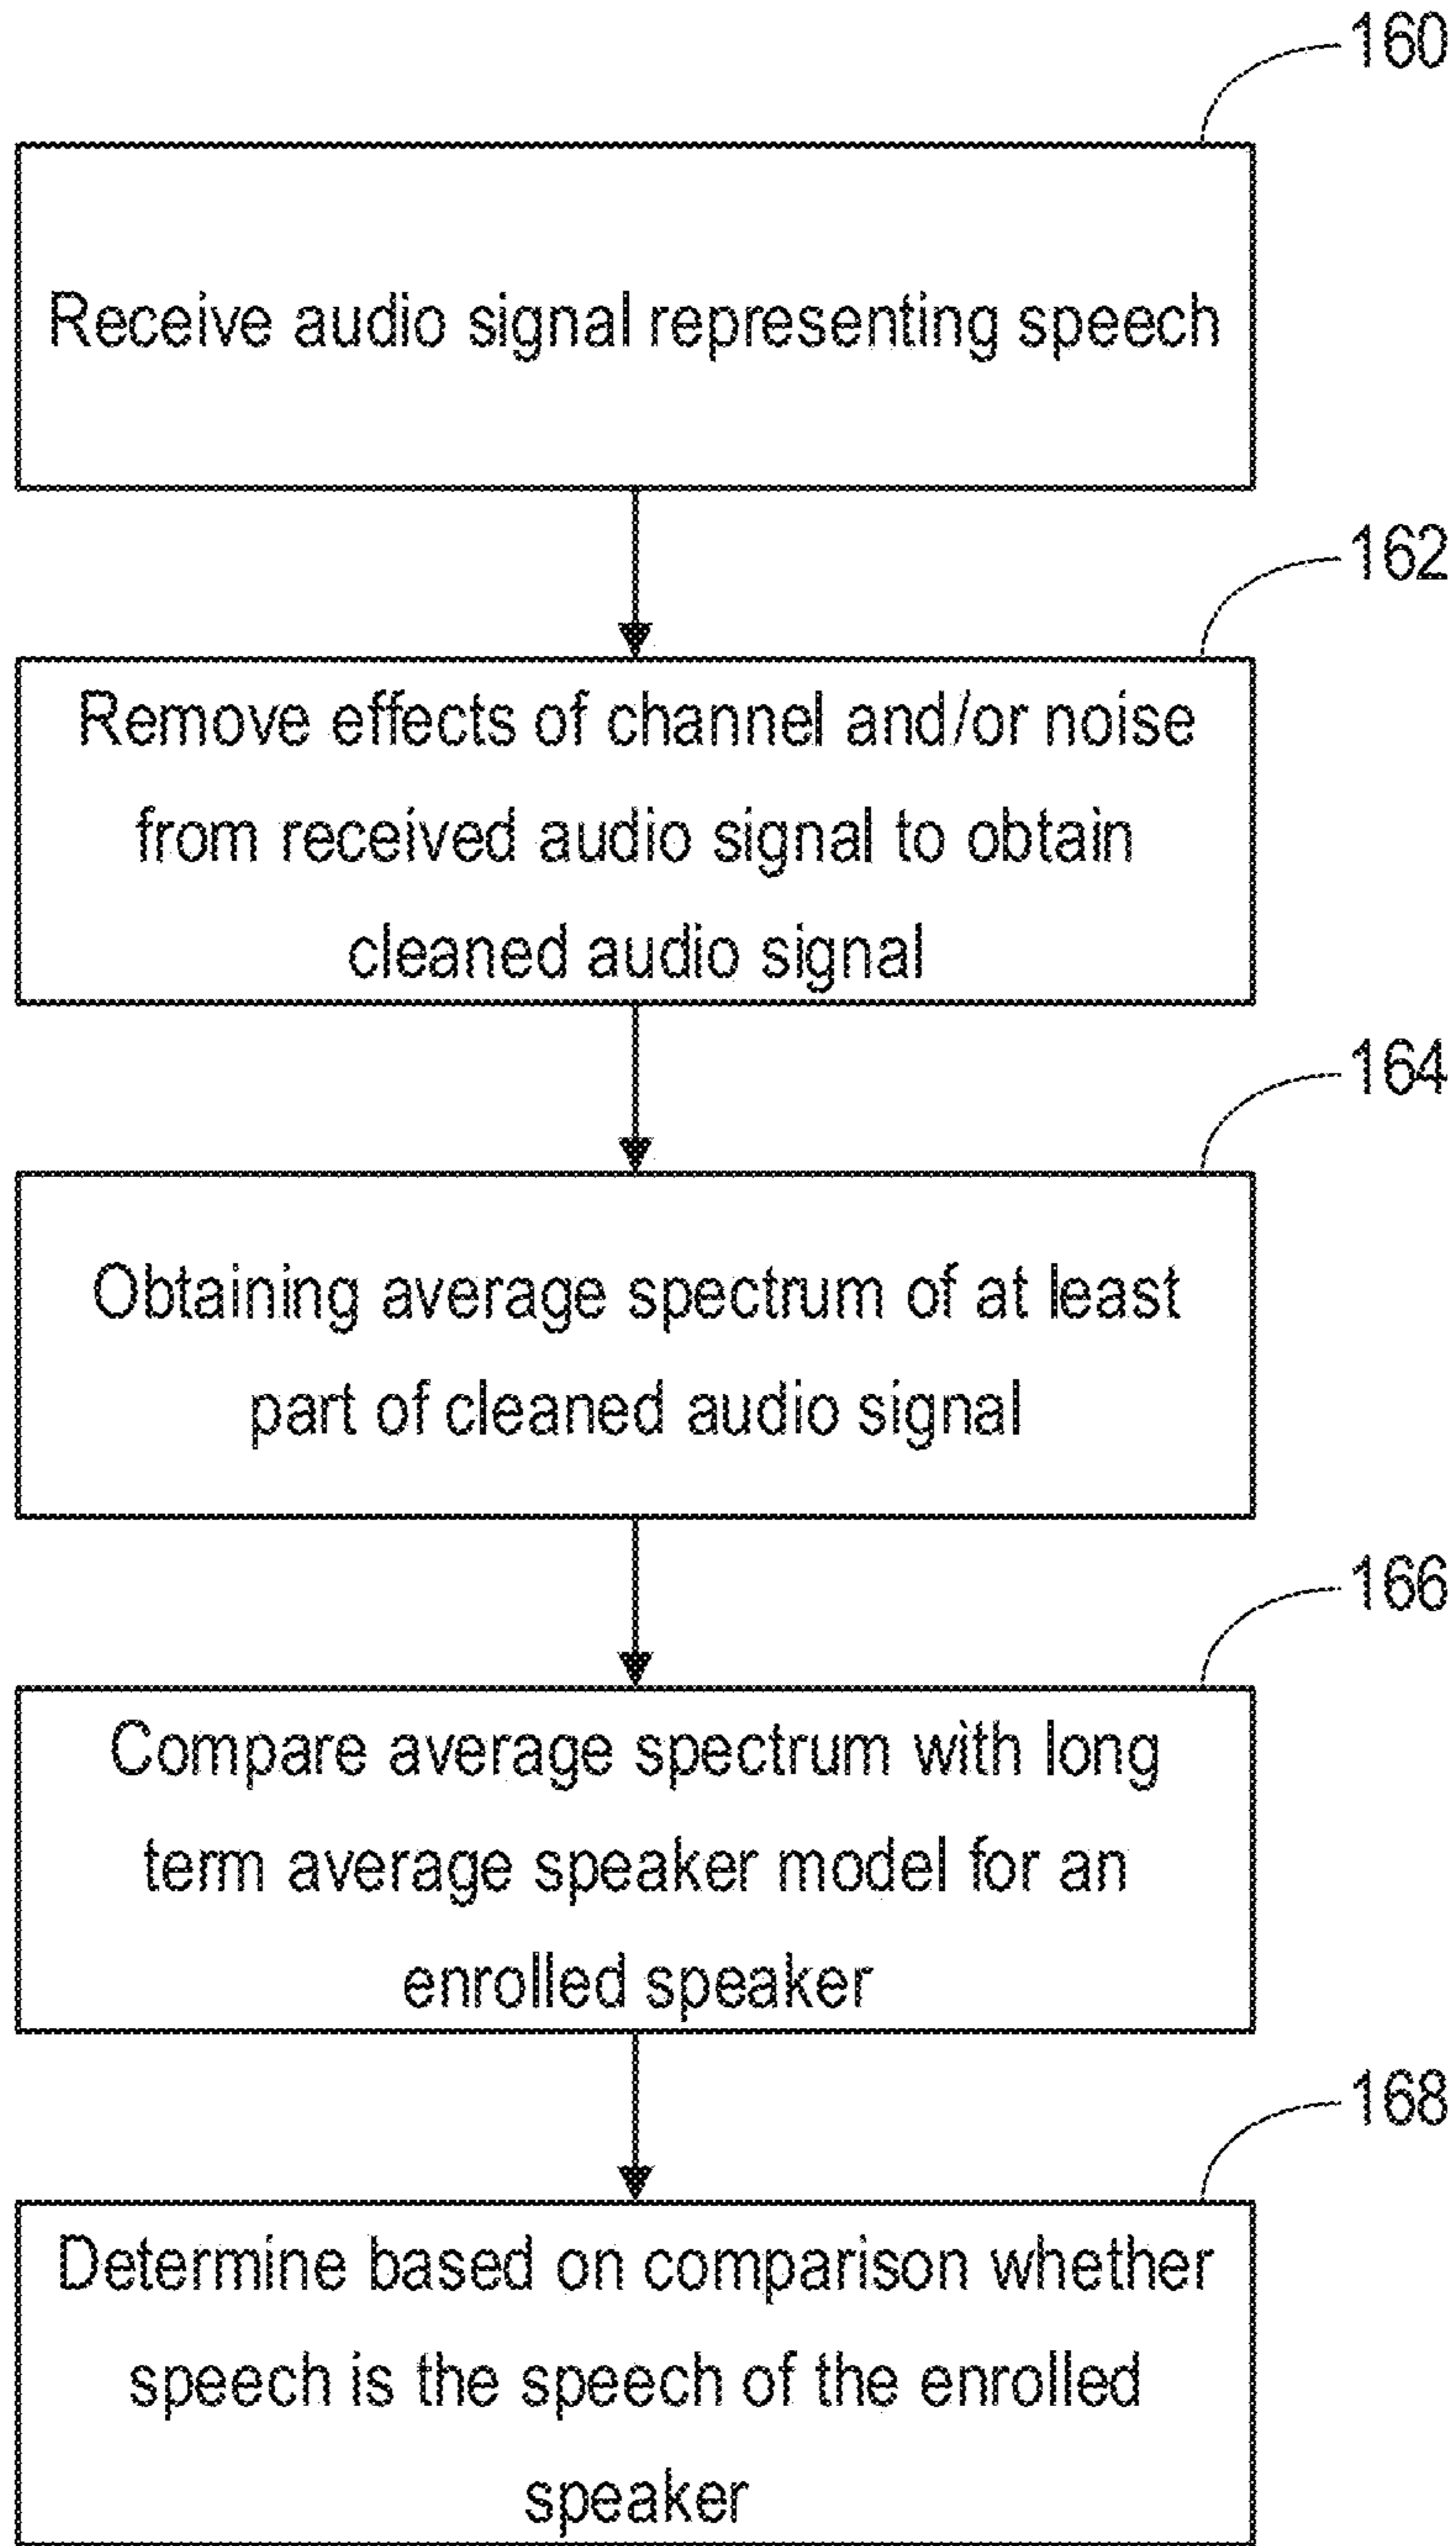 160
Receive audio signal representing speech
162
Remove effects of channel and/or noise
from received audio signal to obtain
cleaned audio signal
164
Obtaining average spectrum of at least
part of cleaned audio signal
166
Compare average spectrum with long
term average speaker model for an
enrolled speaker
168
Determine based on comparison whether
speech is the speech of the enrolled
speaker